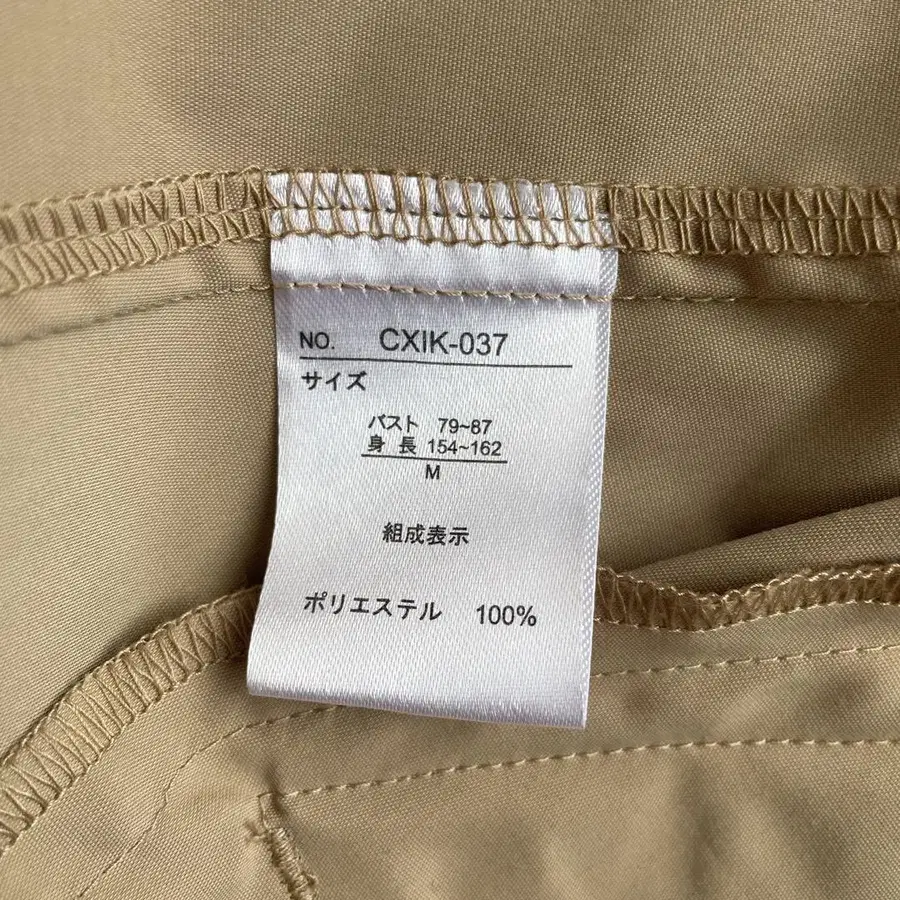 NO. CXIK-037
サイズ
バスト 79~87
身長 154~162
M
組成表示
ポリエステル 100%